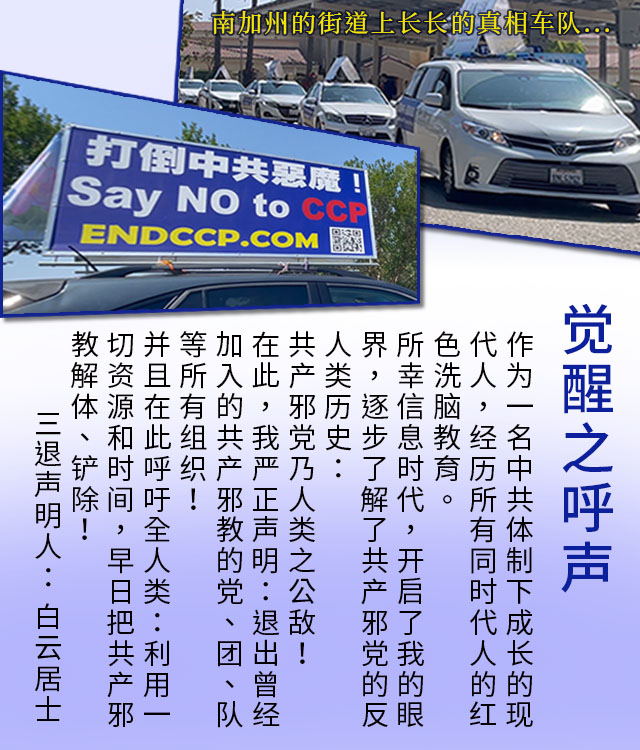 南加州的街道上长长的真相车队...
打倒中共惡魔！
Say NO to CCP
ENDCCP.COM
觉醒之呼声
作为一名中共体制下成长的现
代人，经历所有同时代人的红
色洗脑教育。
所幸信息时代，开启了我的眼
界，逐步了解了共产邪党的反
人类历史：
共产邪党乃人类之公敌！
在此，我严正声明：退出曾经
加入的共产邪教的党、团、队
等所有组织！
并且在此呼吁全人类：利用一
切资源和时间，早日把共产邪
教解体、铲除！
三退声明人：白云居士